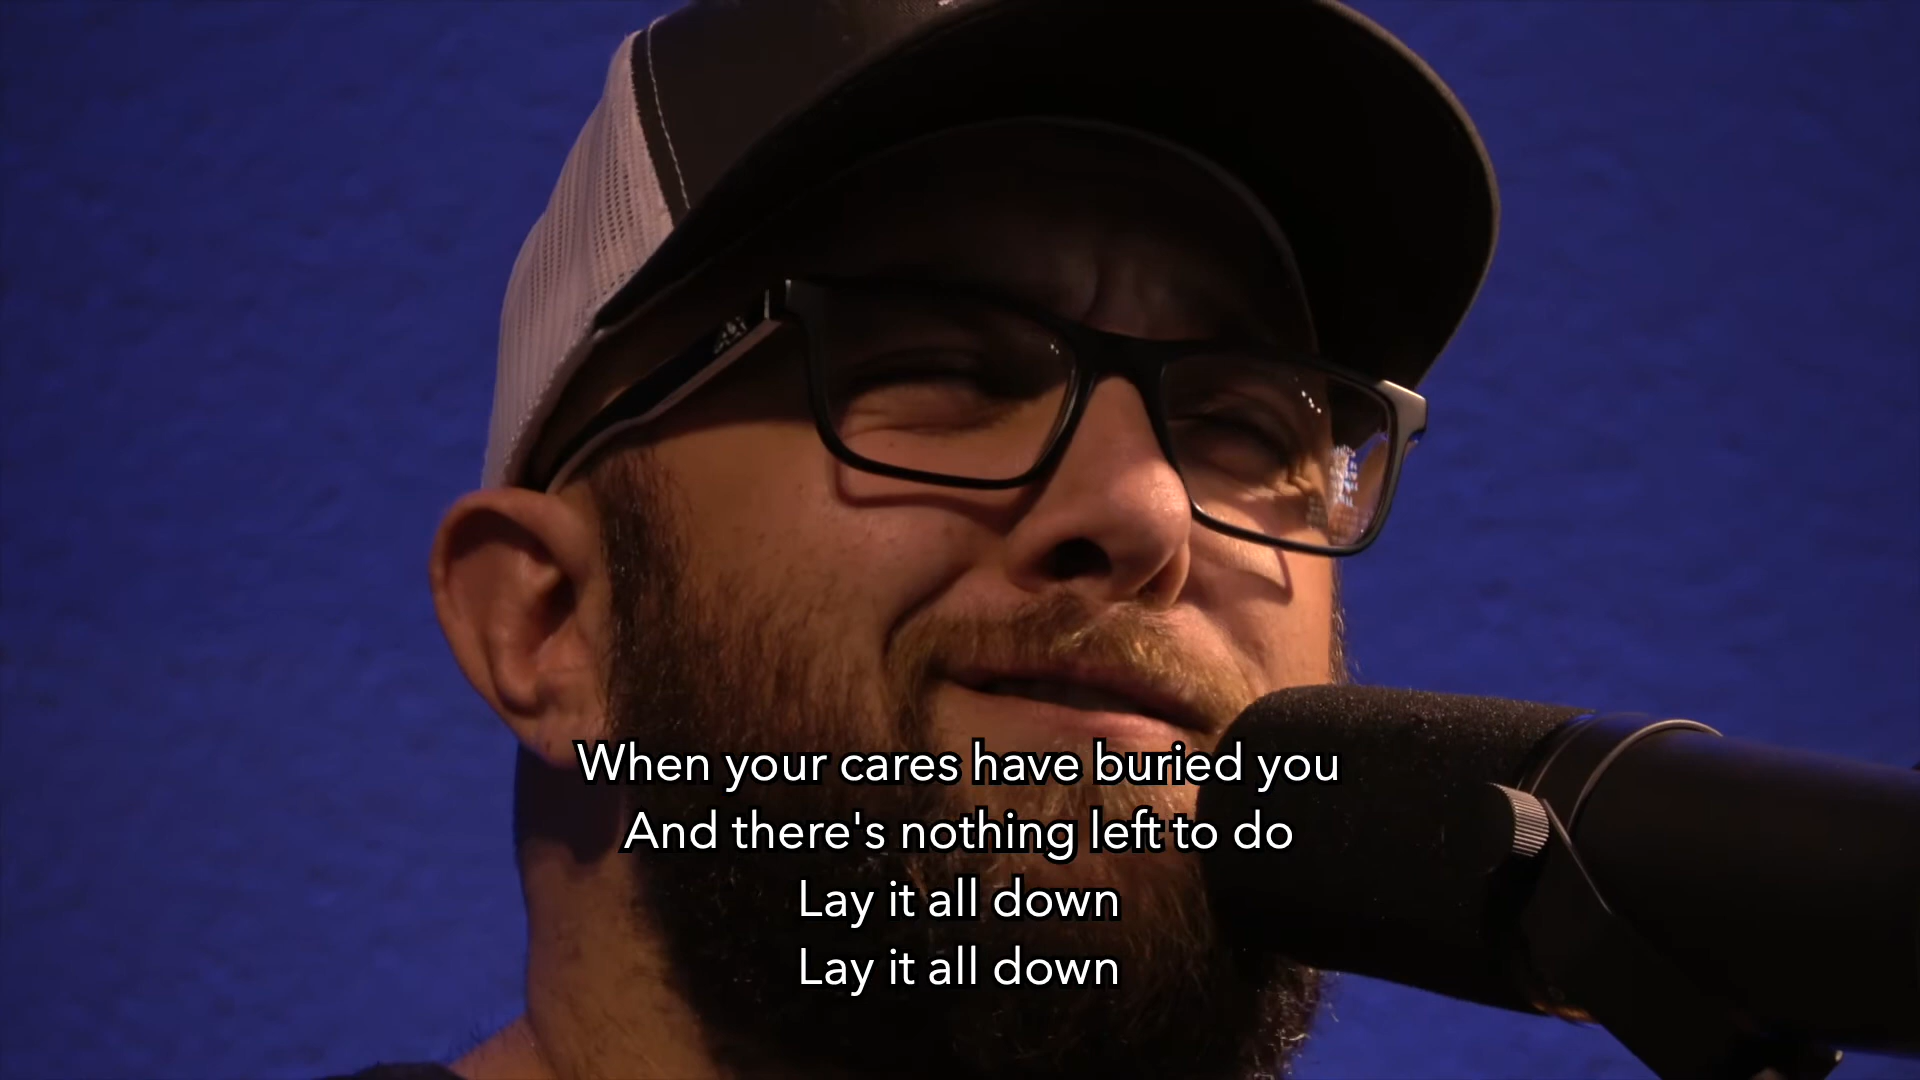 When your cares have buried you
And there's nothing left to do
Lay it all down
Lay it all down